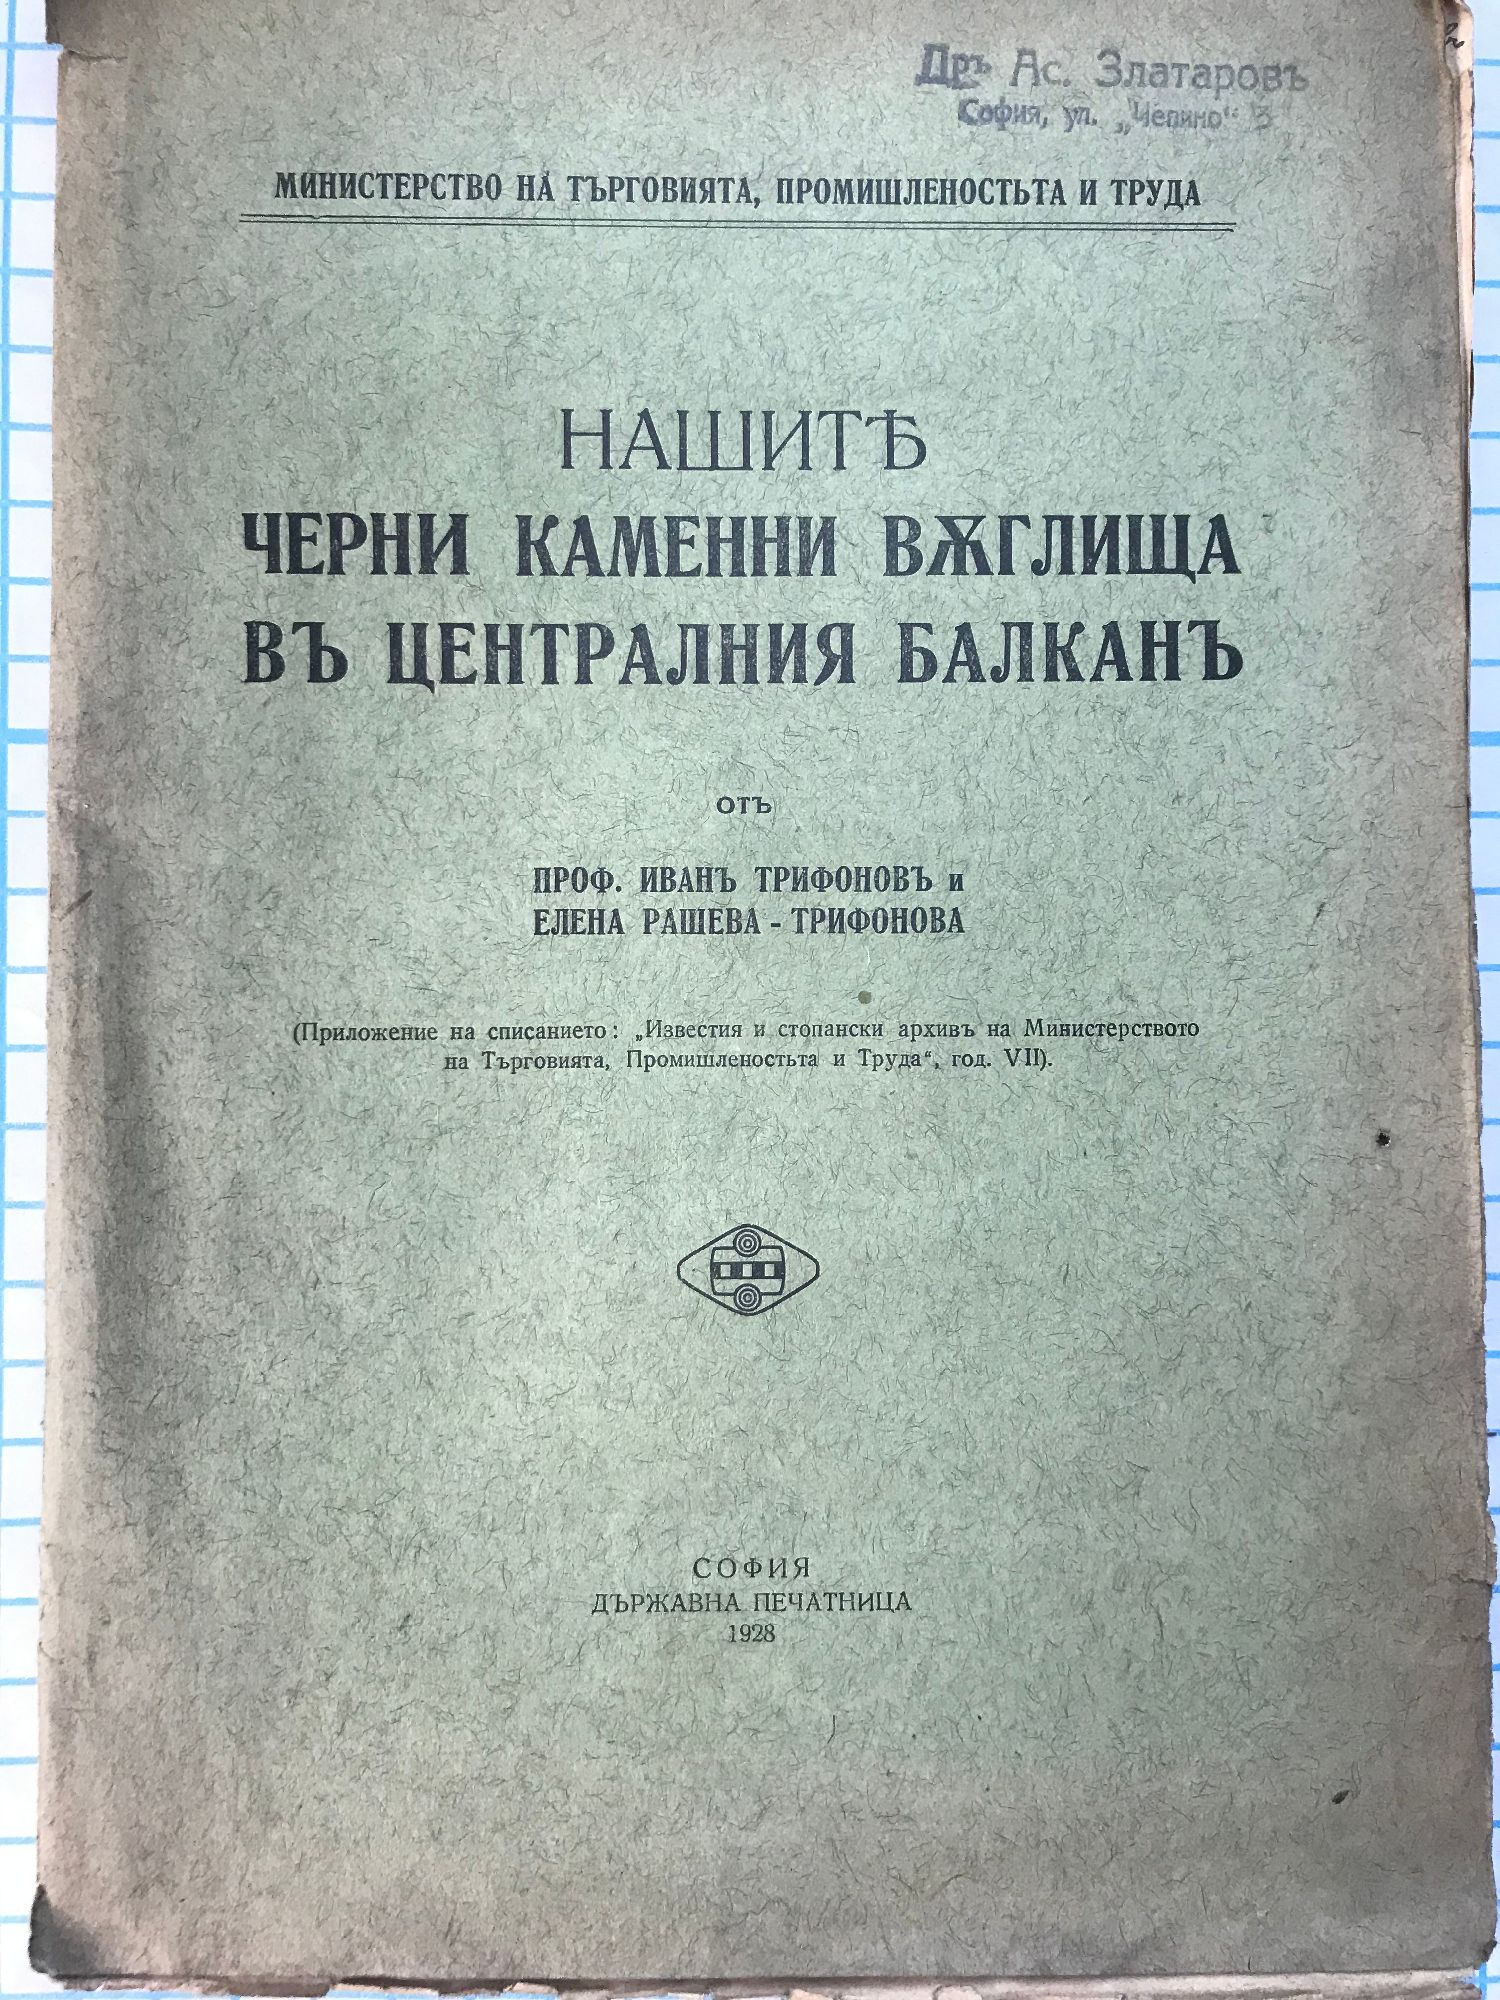 Дръ Ас. Златаровъ
София, ул. „Чепино“ 3
МИНИСТЕРСТВО НА ТЪРГОВИЯТА, ПРОМИШЛЕНОСТЬТА И ТРУДА
НАШИТѢ
ЧЕРНИ КАМЕННИ ВѪГЛИЩА
ВЪ ЦЕНТРАЛНИЯ БАЛКАНЪ
ОТЪ
ПРОФ. ИВАНЪ ТРИФОНОВЪ и
ЕЛЕНА РАШЕВА - ТРИФОНОВА
(Приложение на списанието: „Известия и стопански архивъ на Министерството
на Търговията, Промишленостьта и Труда“, год. VII).
СОФИЯ
ДЪРЖАВНА ПЕЧАТНИЦА
1928